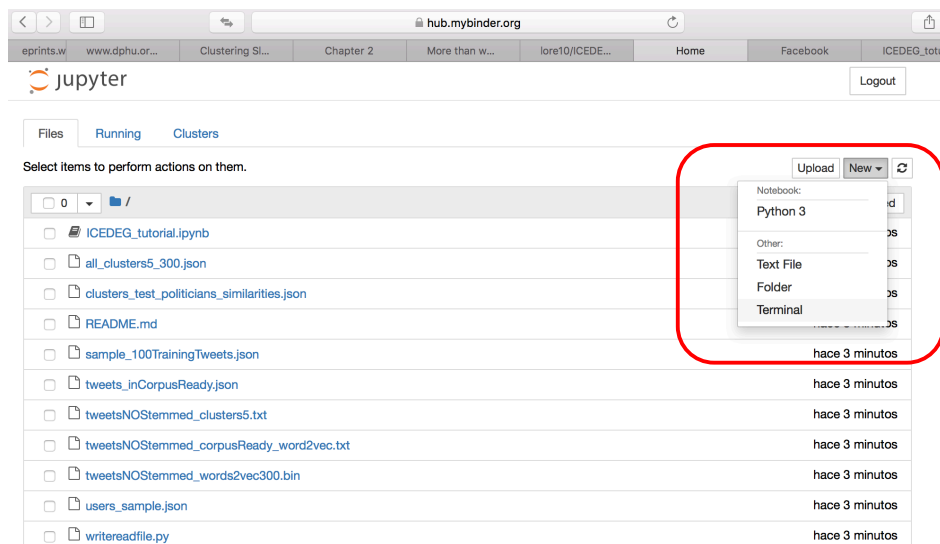 hub.mybinder.org
eprints.w www.dphu.or... Clustering Sl... Chapter 2 More than w... lore10/ICEDE... Home Facebook ICEDEG_tot
jupyter Logout
Files Running Clusters
Select items to perform actions on them. Upload New
0 / Notebook:
Python 3
ICEDEG_tutorial.ipynb
Other:
all_clusters5_300.json Text File
clusters_test_politicians_similarities.json Folder
README.md Terminal
sample_100TrainingTweets.json hace 3 minutos
tweets_inCorpusReady.json hace 3 minutos
tweetsNOStemmed_clusters5.txt hace 3 minutos
tweetsNOStemmed_corpusReady_word2vec.txt hace 3 minutos
tweetsNOStemmed_words2vec300.bin hace 3 minutos
users_sample.json hace 3 minutos
writereadfile.py hace 3 minutos